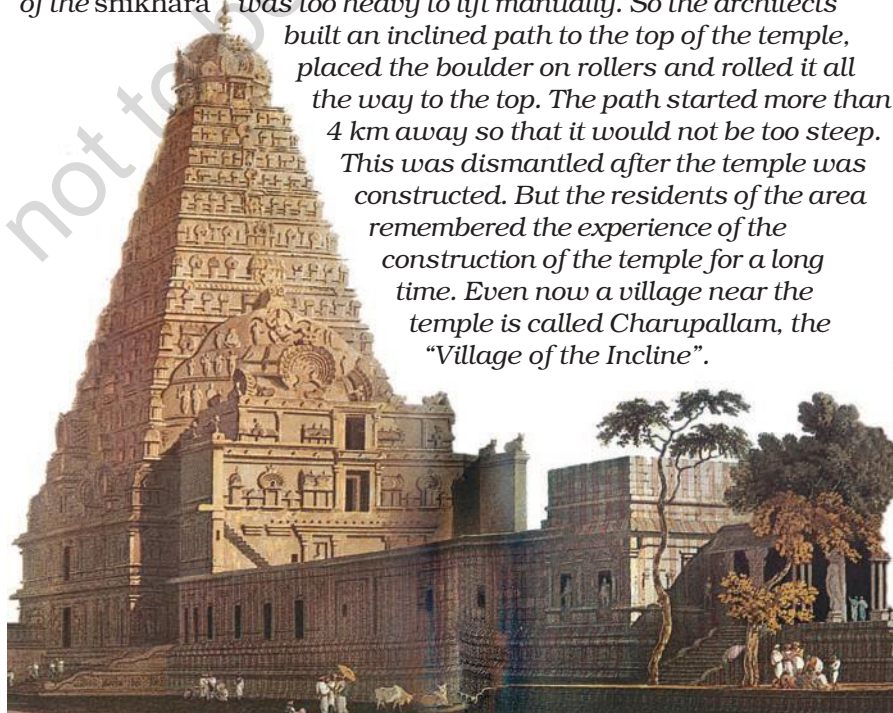 of the shikhara was too heavy to lift manually. So the architects
built an inclined path to the top of the temple,
placed the boulder on rollers and rolled it all
the way to the top. The path started more than
4 km away so that it would not be too steep.
This was dismantled after the temple was
constructed. But the residents of the area
remembered the experience of the
construction of the temple for a long
time. Even now a village near the
temple is called Charupallam, the
“Village of the Incline”.
not to b